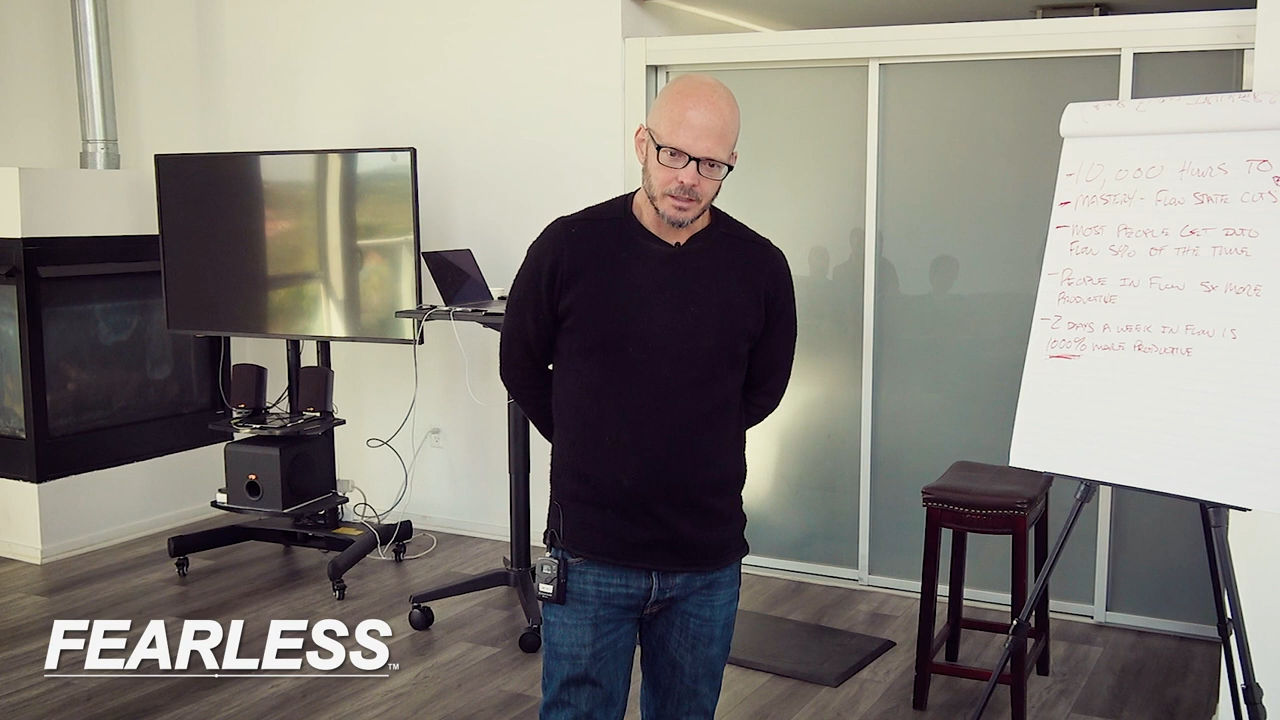 -10,000 HOURS TO
- MASTERY - FLOW STATE CUTS
- MOST PEOPLE GET INTO
FLOW 5% OF THE TIME
- PEOPLE IN FLOW 5X MORE
PRODUCTIVE
- 2 DAYS A WEEK IN FLOW IS
1000% MORE PRODUCTIVE
FEARLESS™